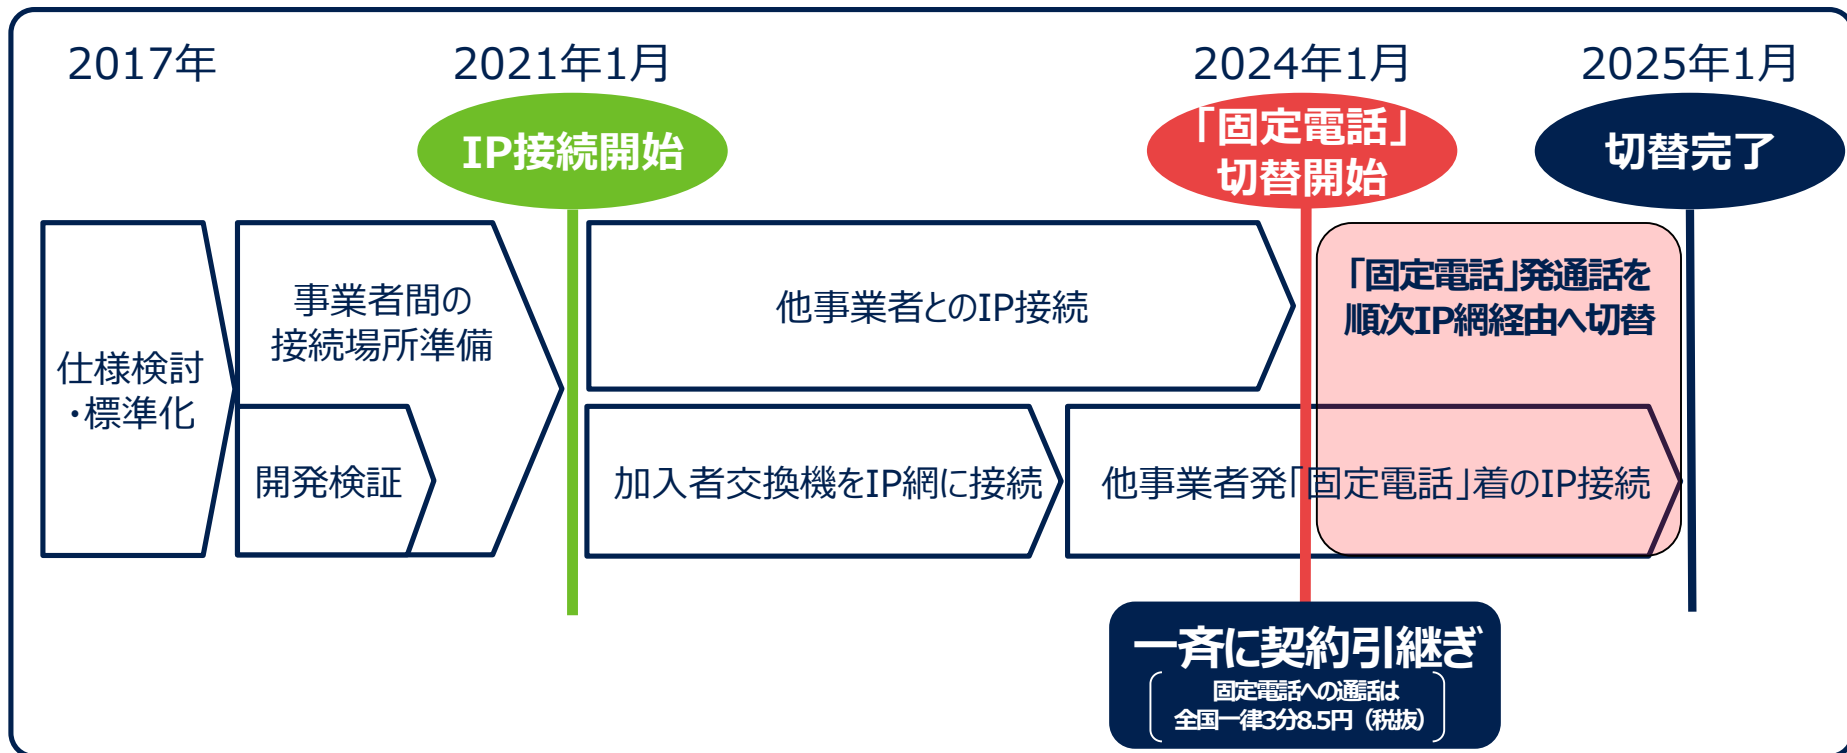 2017年
2021年1月
2024年1月
2025年1月
IP接続開始
「固定電話」
切替開始
切替完了
仕様検討
・標準化
事業者間の
接続場所準備
開発検証
他事業者とのIP接続
「固定電話」発通話を
順次IP網経由へ切替
加入者交換機をIP網に接続
他事業者発「固定電話」着のIP接続
一斉に契約引継ぎ
固定電話への通話は
全国一律3分8.5円（税抜）